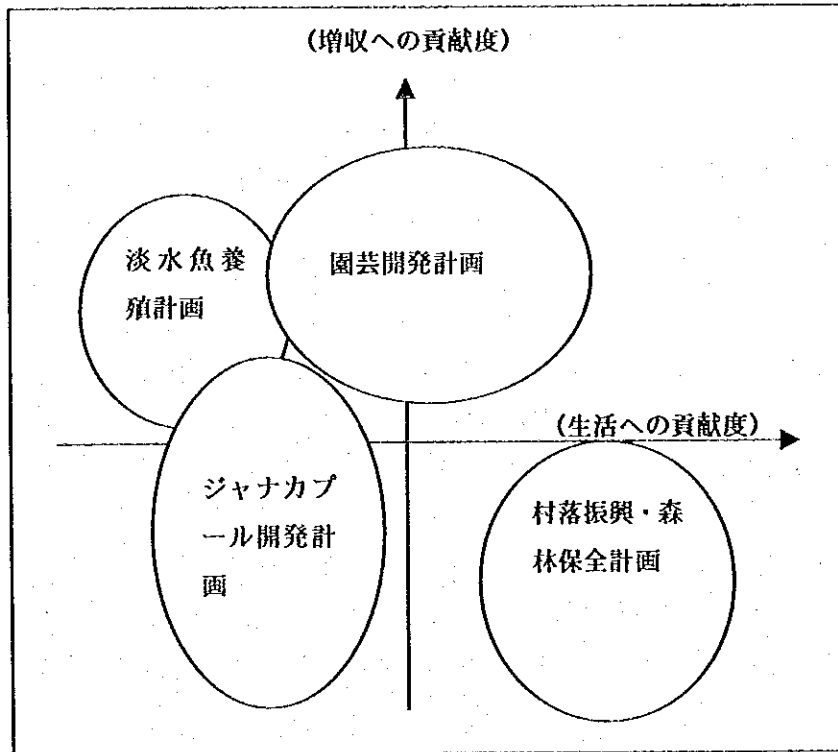 (増収への貢献度)
淡水魚養
殖計画
園芸開発計画
(生活への貢献度)
ジャナカプ
ール開発計
画
村落振興・森
林保全計画